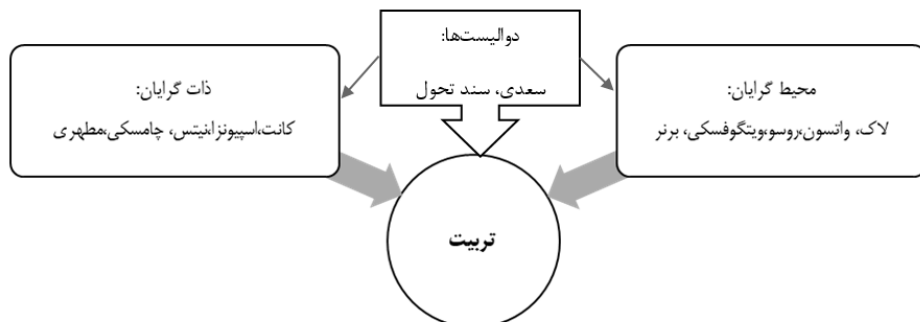 دوالیست‌ها:
سعدی، سند تحول
محیط گرایان:
لاک، واتسون،روسو،ویتگوفسکی، برنر
ذات گرایان:
کانت،اسپیونزا،نیتس، چامسکی،مطهری
تربیت